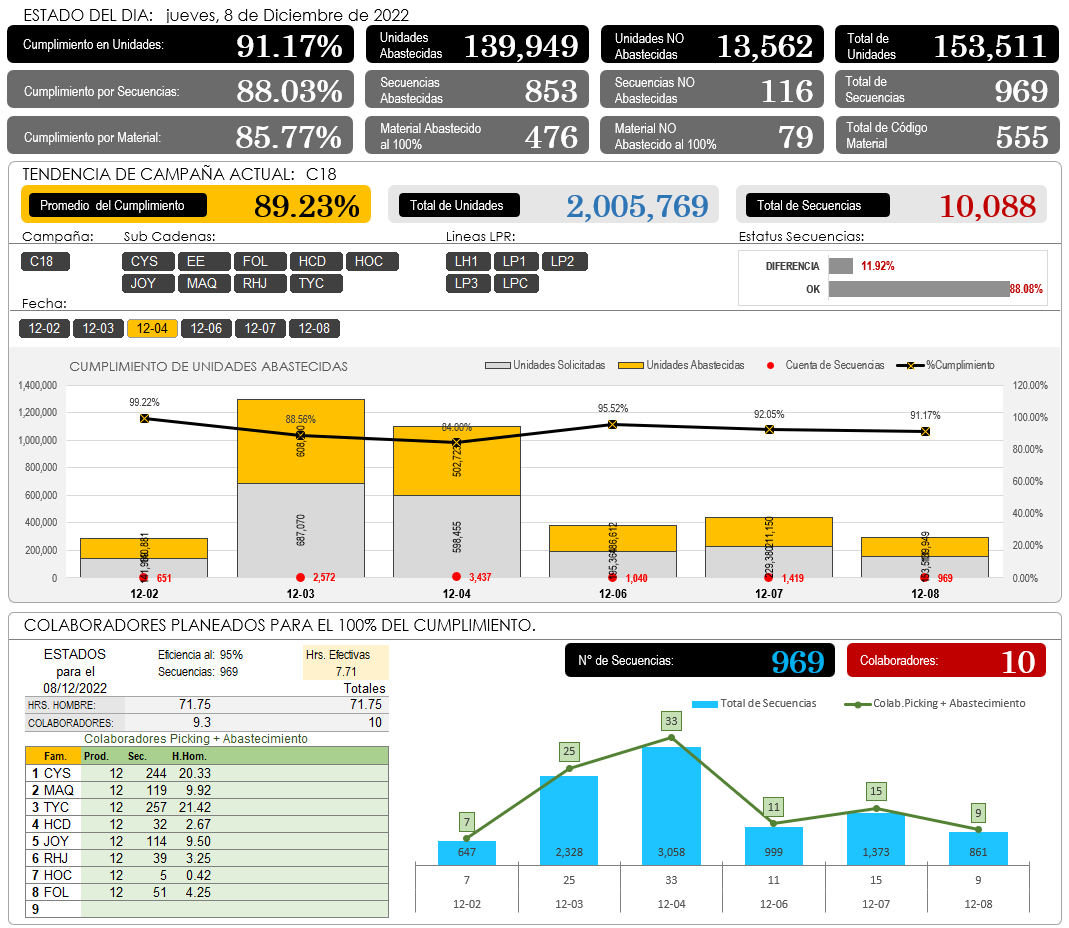 ESTADO DEL DIA: jueves, 8 de Diciembre de 2022
Cumplimiento en Unidades: 91.17%
Unidades Abastecidas 139,949
Unidades NO Abastecidas 13,562
Total de Unidades 153,511
Cumplimiento por Secuencias: 88.03%
Secuencias Abastecidas 853
Secuencias NO Abastecidas 116
Total de Secuencias 969
Cumplimiento por Material: 85.77%
Material Abastecido al 100% 476
Material NO Abastecido al 100% 79
Total de Código Material 555
TENDENCIA DE CAMPAÑA ACTUAL: C18
Promedio del Cumplimiento 89.23%
Total de Unidades 2,005,769
Total de Secuencias 10,088
Campaña: Sub Cadenas: Lineas LPR: Estatus Secuencias:
C18 CYS EE FOL HCD HOC LH1 LP1 LP2
JOY MAQ RHJ TYC LP3 LPC
DIFERENCIA 11.92%
OK 88.08%
Fecha:
12-02 12-03 12-04 12-06 12-07 12-08
CUMPLIMIENTO DE UNIDADES ABASTECIDAS
Unidades Solicitadas Unidades Abastecidas Cuenta de Secuencias %Cumplimiento
1,400,000 120.00%
1,200,000 100.00%
1,000,000 80.00%
800,000
600,000 60.00%
400,000 40.00%
200,000 20.00%
0 0.00%
99.22% 88.56% 84.00% 95.52% 92.05% 91.17%
502,723 211,150 139,949
687,070 598,455 195,364 229,380
651 2,572 3,437 1,040 1,419 969
12-02 12-03 12-04 12-06 12-07 12-08
COLABORADORES PLANEADOS PARA EL 100% DEL CUMPLIMIENTO.
ESTADOS Eficiencia al: 95% Hrs. Efectivas
para el Secuencias: 969 7.71
08/12/2022 Totales
HRS. HOMBRE: 71.75 71.75
COLABORADORES: 9.3 10
Colaboradores Picking + Abastecimiento
Fam. Prod. Sec. H.Hom.
1 CYS 12 244 20.33
2 MAQ 12 119 9.92
3 TYC 12 257 21.42
4 HCD 12 32 2.67
5 JOY 12 114 9.50
6 RHJ 12 39 3.25
7 HOC 12 5 0.42
8 FOL 12 51 4.25
9
N° de Secuencias: 969
Colaboradores: 10
Total de Secuencias Colab.Picking + Abastecimiento
7 25 33 11 15 9
647 2,328 3,058 999 1,373 861
7 25 33 11 15 9
12-02 12-03 12-04 12-06 12-07 12-08